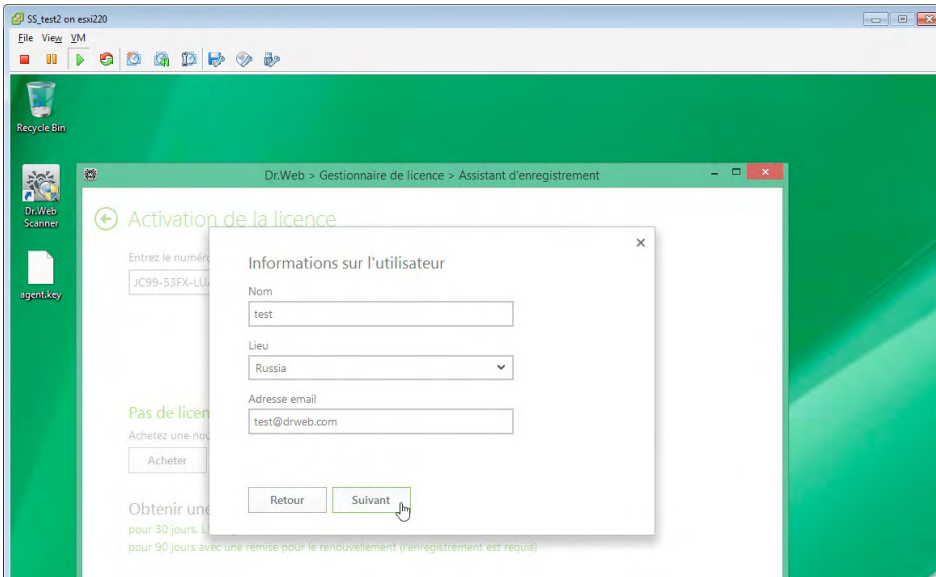 SS_test2 on esxi220
File View VM
Recycle Bin
Dr.Web
Scanner
agent.key
Dr.Web > Gestionnaire de licence > Assistant d'enregistrement
Activation de la licence
Entrez le numéro
JC99-53FX-LU
Informations sur l'utilisateur
Nom
test
Lieu
Russia
Adresse email
test@drweb.com
Retour
Suivant
Pas de licen
Achetez une nou
Acheter
Obtenir une
pour 30 jours. L'
pour 90 jours avec une remise pour le renouvellement (l'enregistrement est requis)